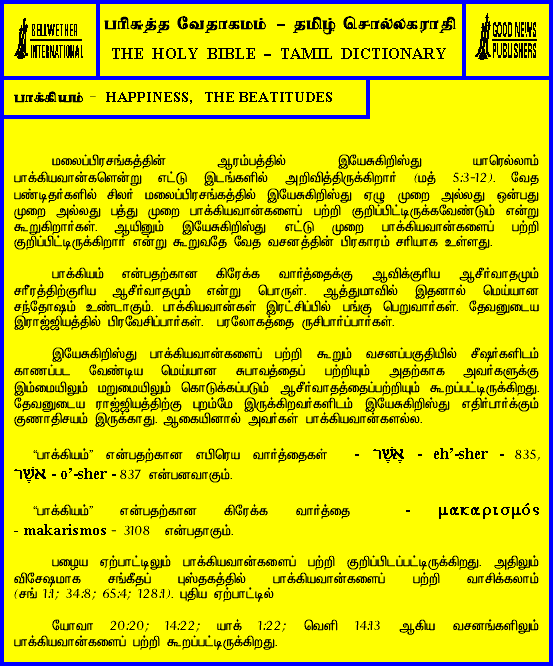 BELLWETHER
INTERNATIONAL
பரிசுத்த வேதாகமம் – தமிழ் சொல்லகராதி
THE HOLY BIBLE – TAMIL DICTIONARY
GOOD NEWS
PUBLISHERS
பாக்கியம் – HAPPINESS, THE BEATITUDES
மலைப்பிரசங்கத்தின் ஆரம்பத்தில் இயேசுகிறிஸ்து யாரெல்லாம்
பாக்கியவான்களென்று எட்டு இடங்களில் அறிவித்திருக்கிறார் (மத் 5:3-12). வேத
பண்டிதர்களில் சிலர் மலைப்பிரசங்கத்தில் இயேசுகிறிஸ்து ஏழு முறை அல்லது ஒன்பது
முறை அல்லது பத்து முறை பாக்கியவான்களைப் பற்றி குறிப்பிட்டிருக்கவேண்டும் என்று
கூறுகிறார்கள். ஆயினும் இயேசுகிறிஸ்து எட்டு முறை பாக்கியவான்களைப் பற்றி
குறிப்பிட்டிருக்கிறார் என்று கூறுவதே வேத வசனத்தின் பிரகாரம் சரியாக உள்ளது.
பாக்கியம் என்பதற்கான கிரேக்க வார்த்தைக்கு ஆவிக்குரிய ஆசீர்வாதமும்
சரீரத்திற்குரிய ஆசீர்வாதமும் என்று பொருள். ஆத்துமாவில் இதனால் மெய்யான
சந்தோஷம் உண்டாகும். பாக்கியவான்கள் இரட்சிப்பில் பங்கு பெறுவார்கள். தேவனுடைய
இராஜ்ஜியத்தில் பிரவேசிப்பார்கள். பரலோகத்தை ருசிபார்ப்பார்கள்.
இயேசுகிறிஸ்து பாக்கியவான்களைப் பற்றி கூறும் வசனப்பகுதியில் சீஷர்களிடம்
காணப்பட வேண்டிய மெய்யான சுபாவத்தைப் பற்றியும் அதற்காக அவர்களுக்கு
இம்மையிலும் மறுமையிலும் கொடுக்கப்படும் ஆசீர்வாதத்தைப்பற்றியும் கூறப்பட்டிருக்கிறது.
தேவனுடைய ராஜ்ஜியத்திற்கு புறம்பே இருக்கிறவர்களிடம் இயேசுகிறிஸ்து எதிர்பார்க்கும்
குணாதிசயம் இருக்காது. ஆகையினால் அவர்கள் பாக்கியவான்களல்ல.
“பாக்கியம்” என்பதற்கான எபிரெய வார்த்தைகள் - אֶשֶׁר - eh’-sher - 835,
אֹשֶׁר - o’-sher - 837 என்பனவாகும்.
“பாக்கியம்” என்பதற்கான கிரேக்க வார்த்தை - μακαρισμός
- makarismos - 3108 என்பதாகும்.
பழைய ஏற்பாட்டிலும் பாக்கியவான்களைப் பற்றி குறிப்பிடப்பட்டிருக்கிறது. அதிலும்
விசேஷமாக சங்கீதப் புஸ்தகத்தில் பாக்கியவான்களைப் பற்றி வாசிக்கலாம்
(சங் 1:1; 34:8; 65:4; 128:1). புதிய ஏற்பாட்டில்
யோவா 20:20; 14:22; யாக் 1:22; வெளி 14:13 ஆகிய வசனங்களிலும்
பாக்கியவான்களைப் பற்றி கூறப்பட்டிருக்கிறது.